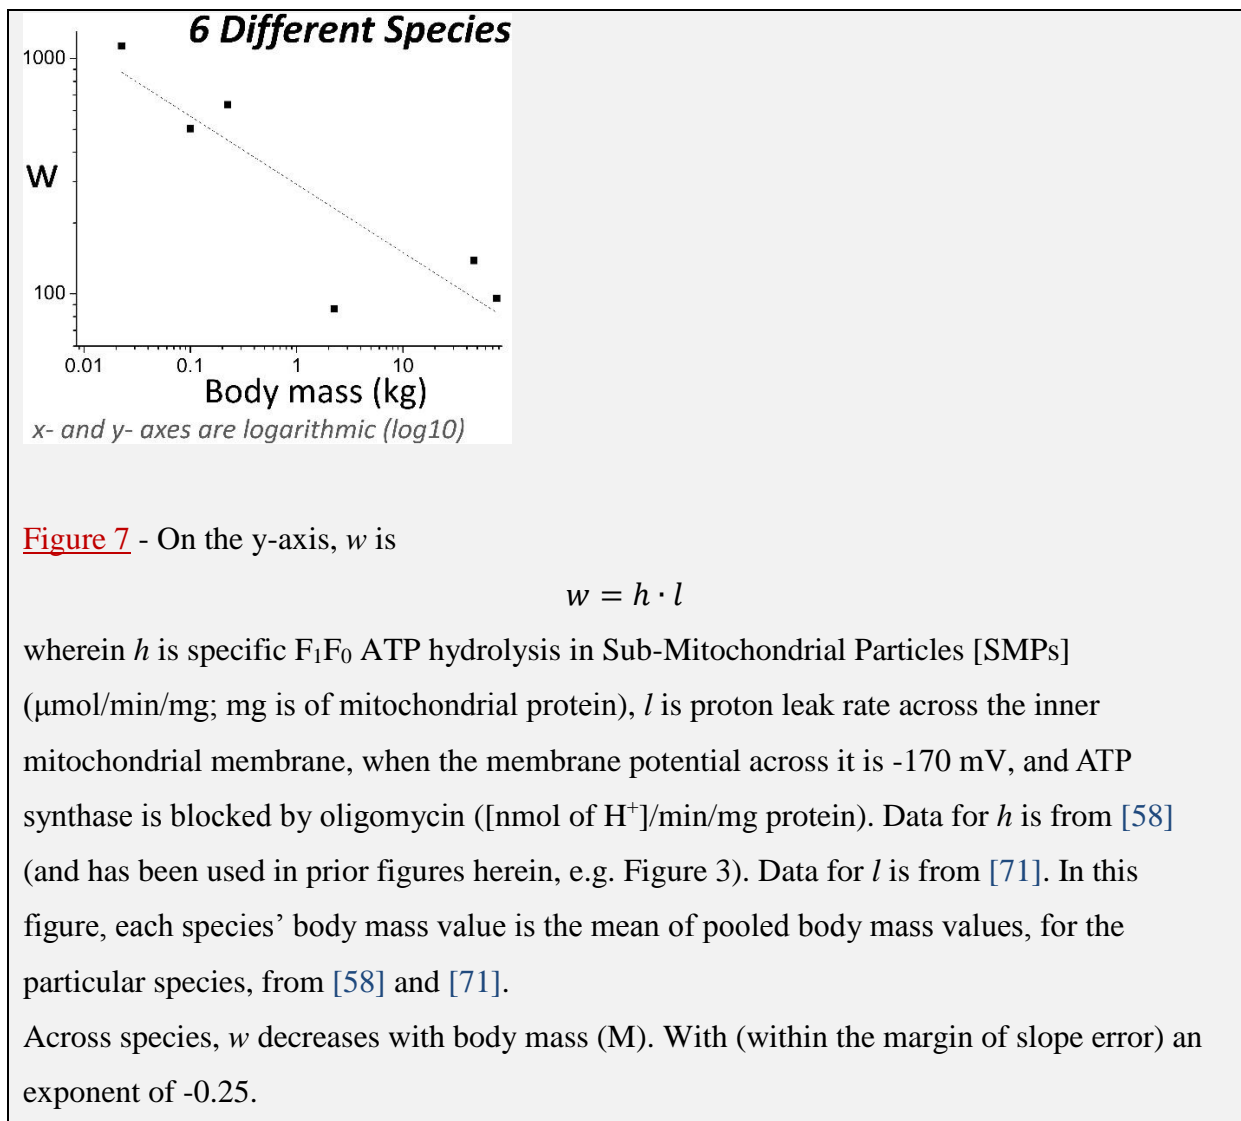 6 Different Species
1000
W
100
0.01 0.1 1 10
Body mass (kg)
x- and y- axes are logarithmic (log10)
Figure 7 - On the y-axis, w is
w = h · l
wherein h is specific F₁F₀ ATP hydrolysis in Sub-Mitochondrial Particles [SMPs]
(μmol/min/mg; mg is of mitochondrial protein), l is proton leak rate across the inner
mitochondrial membrane, when the membrane potential across it is -170 mV, and ATP
synthase is blocked by oligomycin ([nmol of H⁺]/min/mg protein). Data for h is from [58]
(and has been used in prior figures herein, e.g. Figure 3). Data for l is from [71]. In this
figure, each species’ body mass value is the mean of pooled body mass values, for the
particular species, from [58] and [71].
Across species, w decreases with body mass (M). With (within the margin of slope error) an
exponent of -0.25.